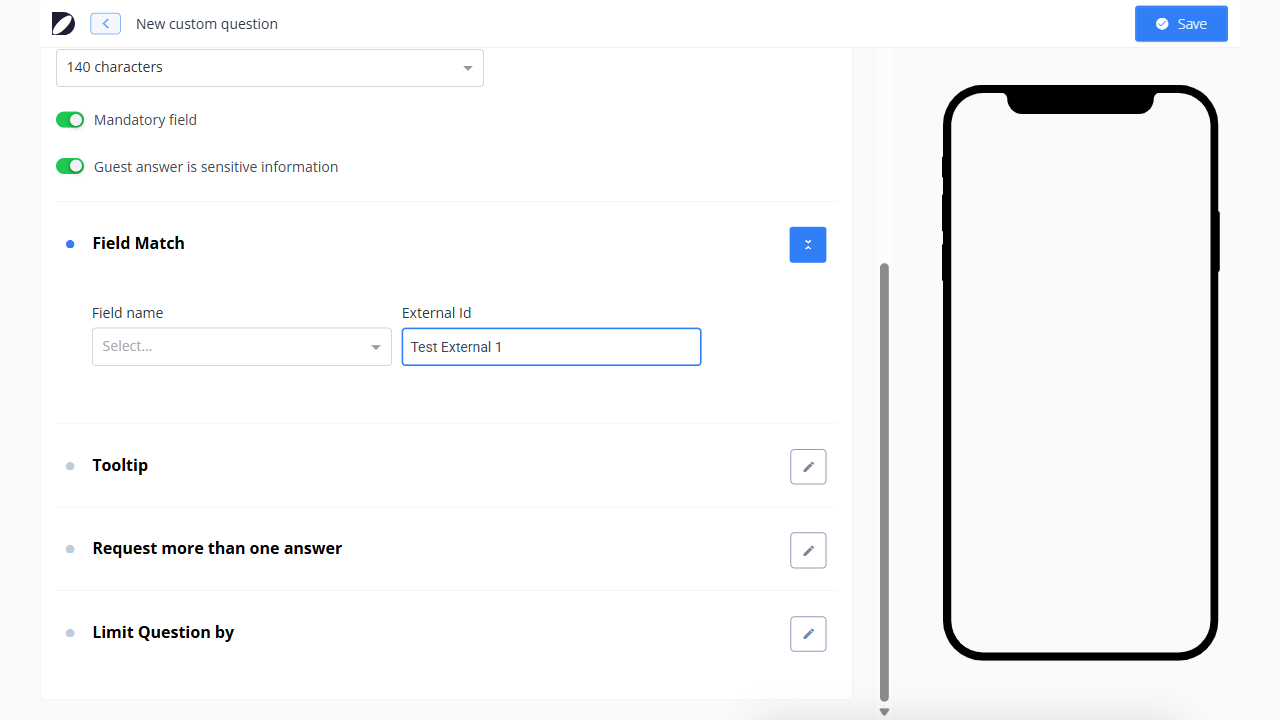 New custom question
Save
140 characters
Mandatory field
Guest answer is sensitive information
Field Match
Field name
External Id
Select...
Test External 1
Tooltip
Request more than one answer
Limit Question by